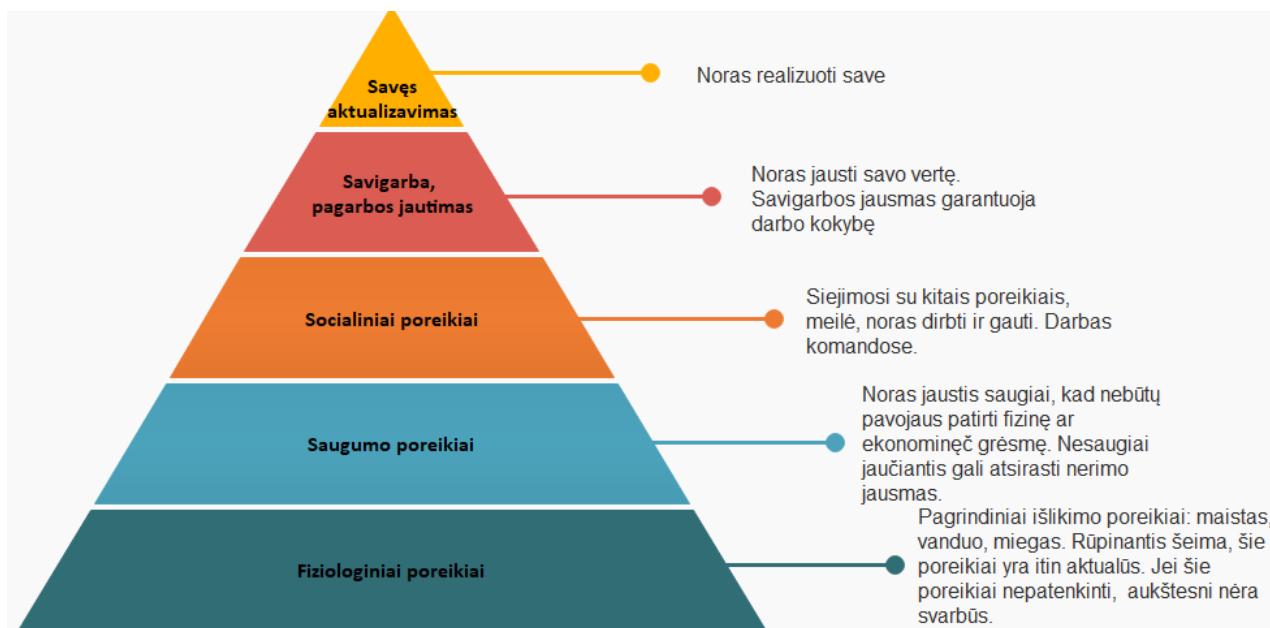 Savęs
aktualizavimas
Noras realizuoti save
Savigarba,
pagarbos jautimas
Noras jausti savo vertę.
Savigarbos jausmas garantuoja
darbo kokybę
Socialiniai poreikiai
Siejimosi su kitais poreikiais,
meilė, noras dirbti ir gauti. Darbas
komandose.
Saugumo poreikiai
Noras jaustis saugiai, kad nebūtų
pavojaus patirti fizinę ar
ekonominęč grėsmę. Nesaugiai
jaučiantis gali atsirasti nerimo
jausmas.
Fiziologiniai poreikiai
Pagrindiniai išlikimo poreikiai: maistas,
vanduo, miegas. Rūpinantis šeima, šie
poreikiai yra itin aktualūs. Jei šie
poreikiai nepatenkinti, aukštesni nėra
svarbūs.